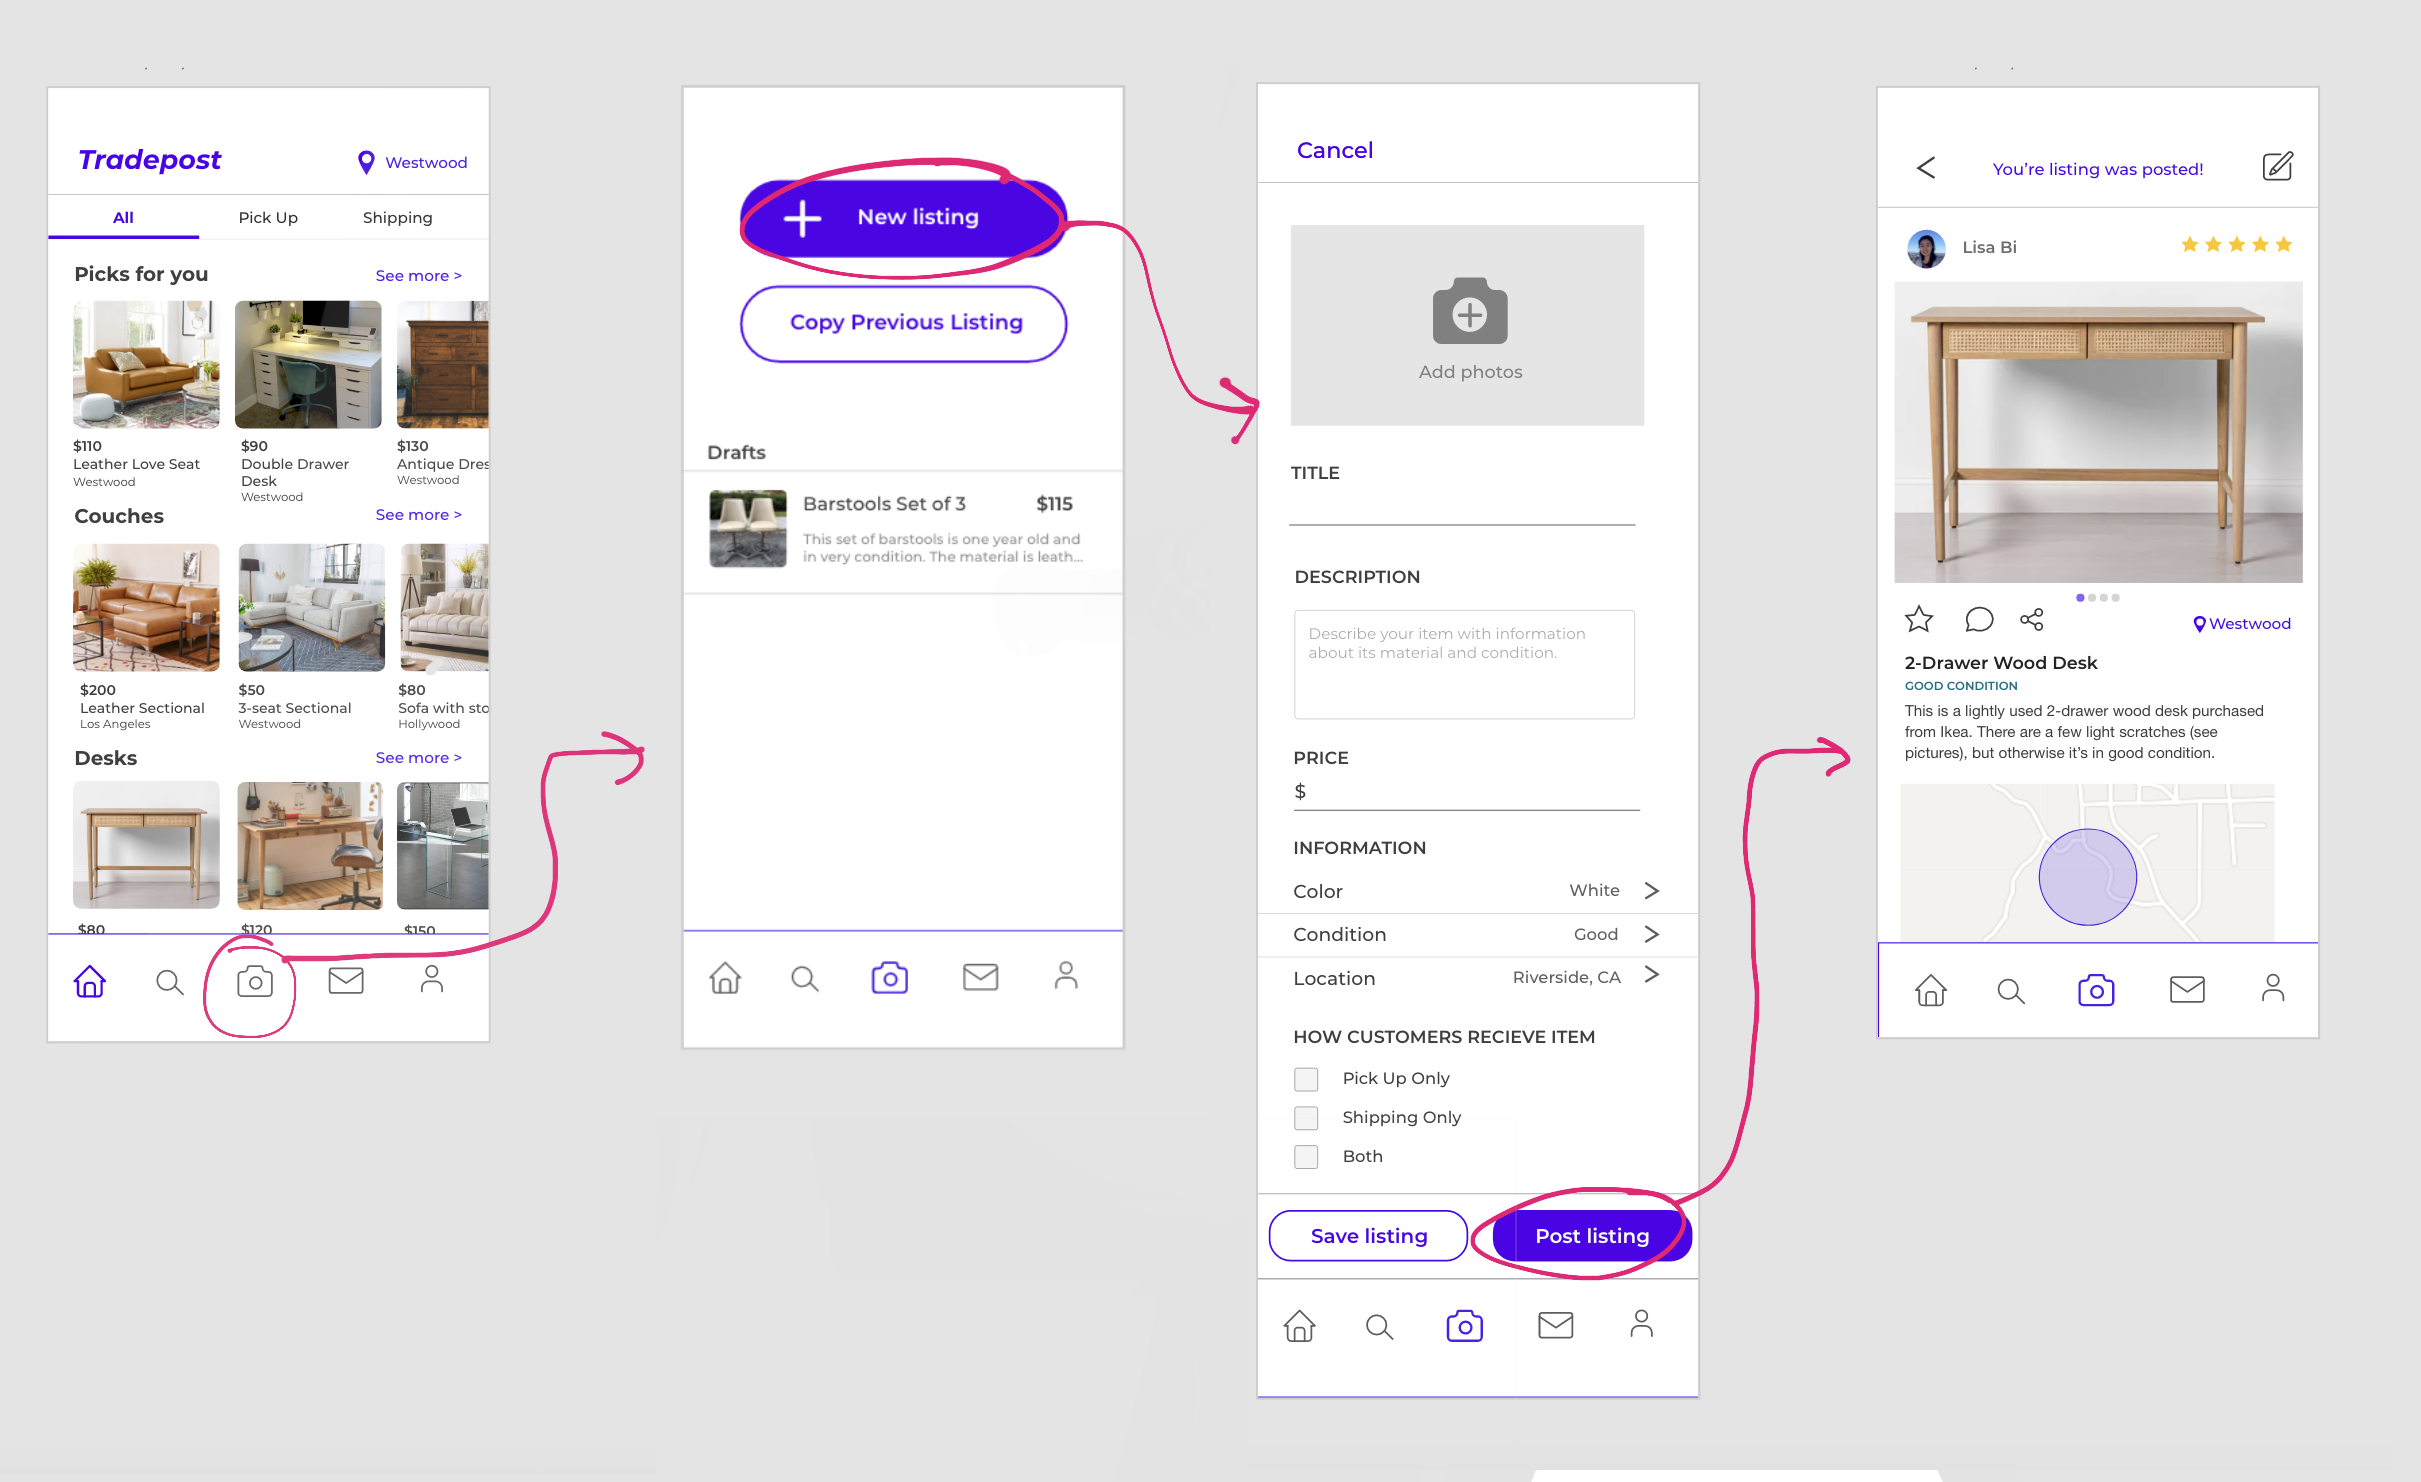 Tradepost
Westwood
All
Pick Up
Shipping
Picks for you
See more >
$110
Leather Love Seat
Westwood
$90
Double Drawer
Desk
Westwood
$130
Antique Dres
Westwood
Couches
See more >
$200
Leather Sectional
Los Angeles
$50
3-seat Sectional
Westwood
$80
Sofa with sto
Hollywood
Desks
See more >
$80
$120
$150
New listing
Copy Previous Listing
Drafts
Barstools Set of 3
$115
This set of barstools is one year old and
in very condition. The material is leath...
Cancel
Add photos
TITLE
DESCRIPTION
Describe your item with information
about its material and condition.
PRICE
$
INFORMATION
Color
White >
Condition
Good >
Location
Riverside, CA >
HOW CUSTOMERS RECIEVE ITEM
Pick Up Only
Shipping Only
Both
Save listing
Post listing
<
You're listing was posted!
Lisa Bi
Westwood
2-Drawer Wood Desk
GOOD CONDITION
This is a lightly used 2-drawer wood desk purchased
from Ikea. There are a few light scratches (see
pictures), but otherwise it's in good condition.